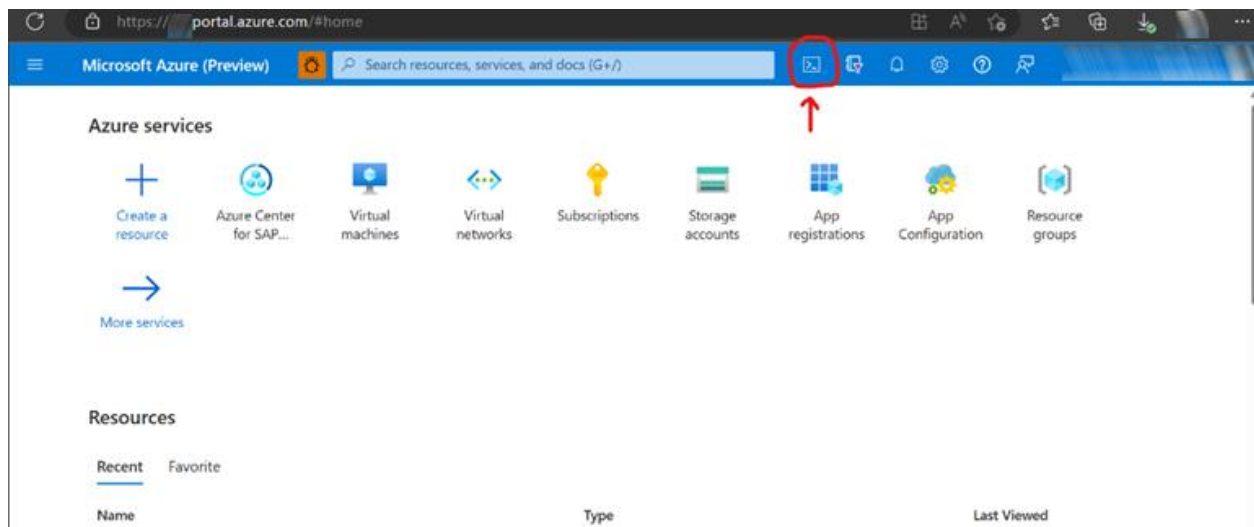 https:// portal.azure.com/#home
Microsoft Azure (Preview)
Search resources, services, and docs (G+/)
Azure services
Create a
resource
Azure Center
for SAP...
Virtual
machines
Virtual
networks
Subscriptions
Storage
accounts
App
registrations
App
Configuration
Resource
groups
More services
Resources
Recent Favorite
Name Type Last Viewed